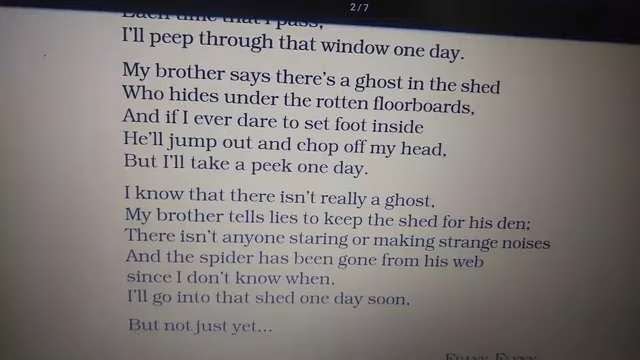 2/7
Each time that I pass,
I'll peep through that window one day.
My brother says there's a ghost in the shed
Who hides under the rotten floorboards,
And if I ever dare to set foot inside
He'll jump out and chop off my head,
But I'll take a peek one day.
I know that there isn't really a ghost,
My brother tells lies to keep the shed for his den;
There isn't anyone staring or making strange noises
And the spider has been gone from his web
since I don't know when,
I'll go into that shed one day soon,
But not just yet...